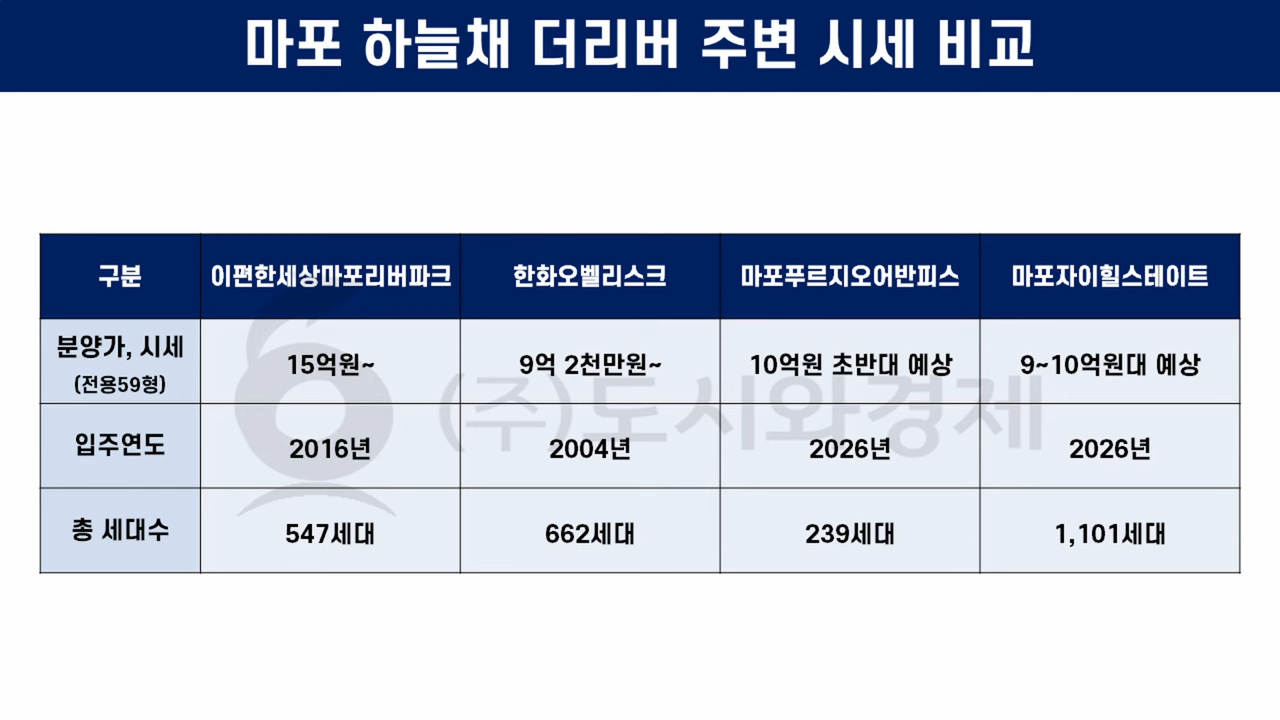 마포 하늘채 더리버 주변 시세 비교
구분 이편한세상마포리버파크 한화오벨리스크 마포푸르지오어반피스 마포자이힐스테이트
분양가, 시세
(전용59형) 15억원~ 9억 2천만원~ 10억원 초반대 예상 9~10억원대 예상
입주연도 2016년 2004년 2026년 2026년
총 세대수 547세대 662세대 239세대 1,101세대
(주)도시와경제